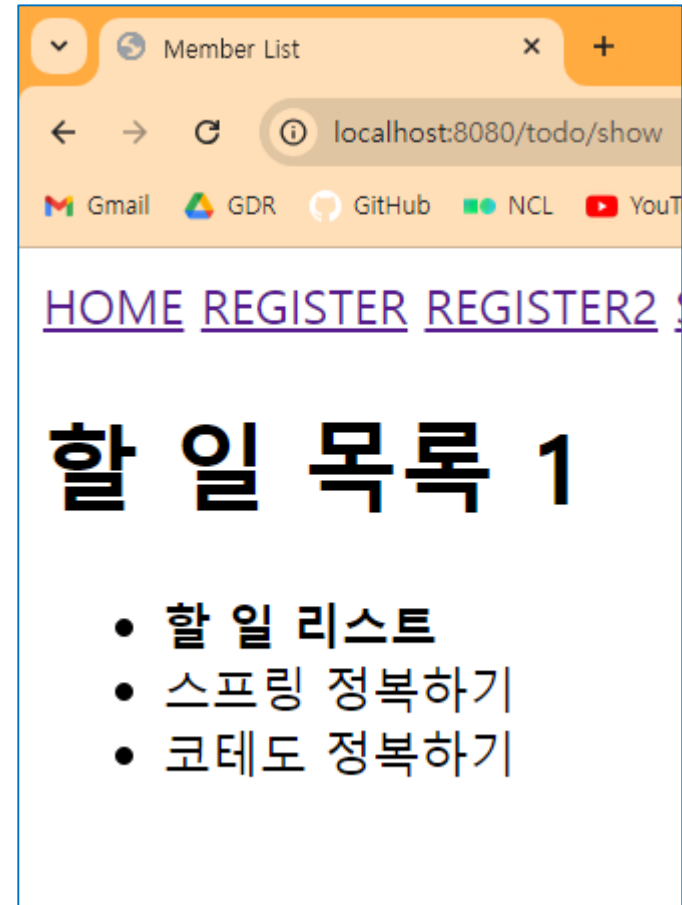 Member List
localhost:8080/todo/show
Gmail GDR GitHub NCL YouT
HOME REGISTER REGISTER2
할 일 목록 1
할 일 리스트
스프링 정복하기
코테도 정복하기